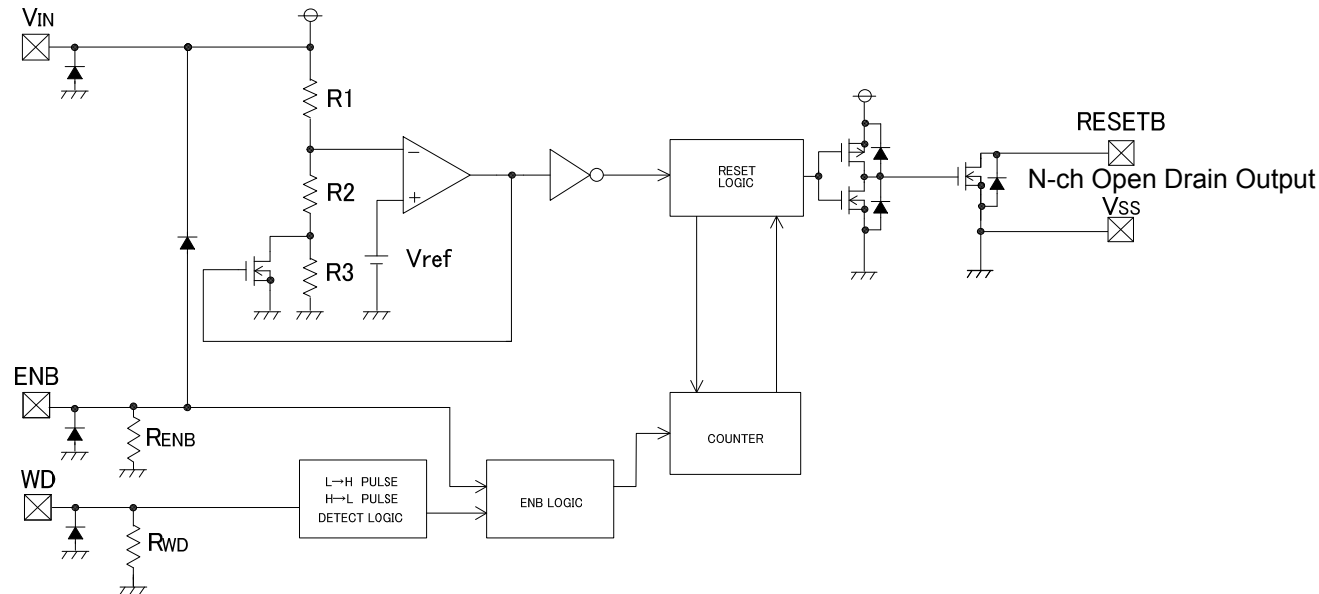 VIN
R1
R2
R3
−
+
Vref
RESET
LOGIC
RESETB
N-ch Open Drain Output
VSS
ENB
RENB
COUNTER
WD
RWD
L→H PULSE
H→L PULSE
DETECT LOGIC
ENB LOGIC